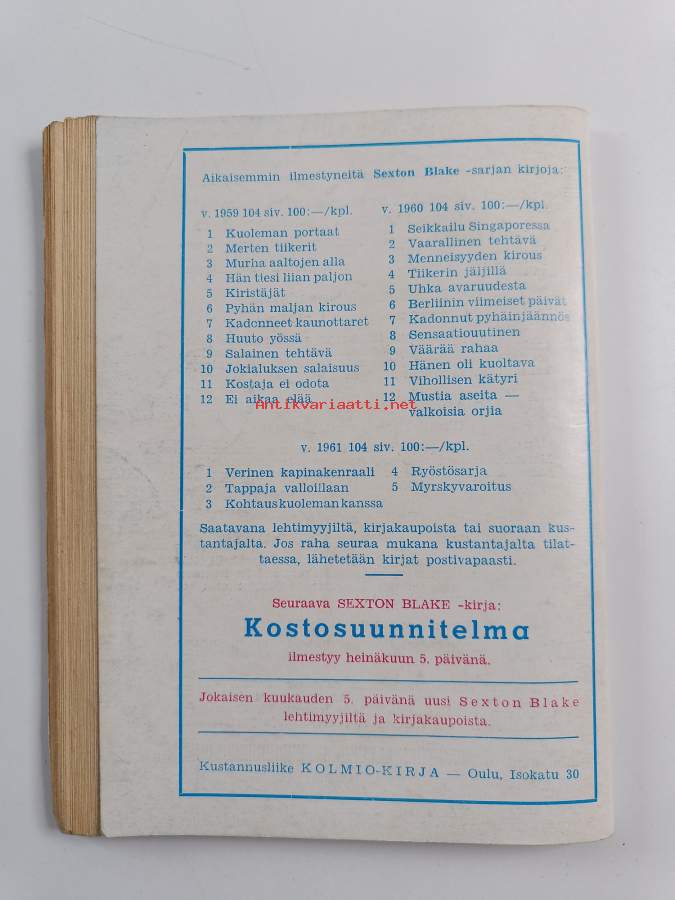 Aikaisemmin ilmestyneitä Sexton Blake -sarjan kirjoja:
v. 1959 104 siv. 100:—/kpl.
1 Kuoleman portaat
2 Merten tiikerit
3 Murha aaltojen alla
4 Hän tiesi liian paljon
5 Kiristäjät
6 Pyhän maljan kirous
7 Kadonneet kaunottaret
8 Huuto yössä
9 Salainen tehtävä
10 Jokialuksen salaisuus
11 Kostaja ei odota
12 Ei aikaa elää
v. 1960 104 siv. 100:—/kpl.
1 Seikkailu Singaporessa
2 Vaarallinen tehtävä
3 Menneisyyden kirous
4 Tiikerin jäljillä
5 Uhka avaruudesta
6 Berliinin viimeiset päivät
7 Kadonnut pyhäinjäännös
8 Sensaatiouutinen
9 Väärää rahaa
10 Hänen oli kuoltava
11 Vihollisen kätyri
12 Mustia aseita —
valkoisia orjia
Antikvariaatti.net
v. 1961 104 siv. 100:—/kpl.
1 Verinen kapinakenraali
2 Tappaja valloillaan
3 Kohtaus kuoleman kanssa
4 Ryöstösarja
5 Myrskyvaroitus
Saatavana lehtimyyjiltä, kirjakaupoista tai suoraan kus-
tantajalta. Jos raha seuraa mukana kustantajalta tilat-
taessa, lähetetään kirjat postivapaasti.
Seuraava SEXTON BLAKE -kirja:
Kostosuunnitelma
ilmestyy heinäkuun 5. päivänä.
Jokaisen kuukauden 5. päivänä uusi Sexton Blake
lehtimyyjiltä ja kirjakaupoista.
Kustannusliike KOLMIO-KIRJA — Oulu, Isokatu 30